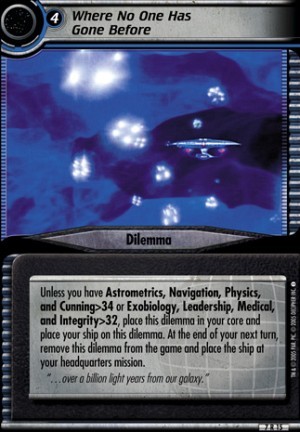 4
Where No One Has
Gone Before
Dilemma
Unless you have Astrometrics, Navigation, Physics,
and Cunning>34 or Exobiology, Leadership, Medical,
and Integrity>32, place this dilemma in your core and
place your ship on this dilemma. At the end of your next turn,
remove this dilemma from the game and place the ship at
your headquarters mission.
“…over a billion light years from our galaxy.”
7 R 15